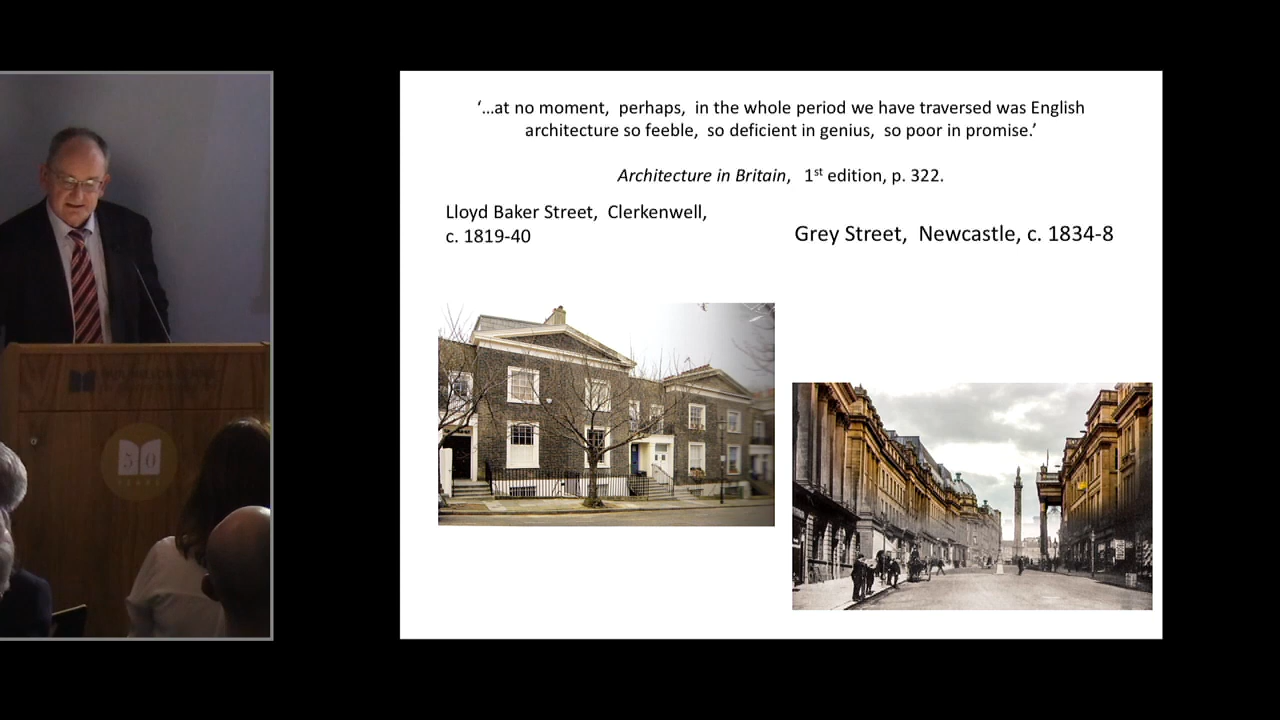 ‘...at no moment, perhaps, in the whole period we have traversed was English
architecture so feeble, so deficient in genius, so poor in promise.’
Architecture in Britain, 1st edition, p. 322.
Lloyd Baker Street, Clerkenwell,
c. 1819-40
Grey Street, Newcastle, c. 1834-8
50
YEARS